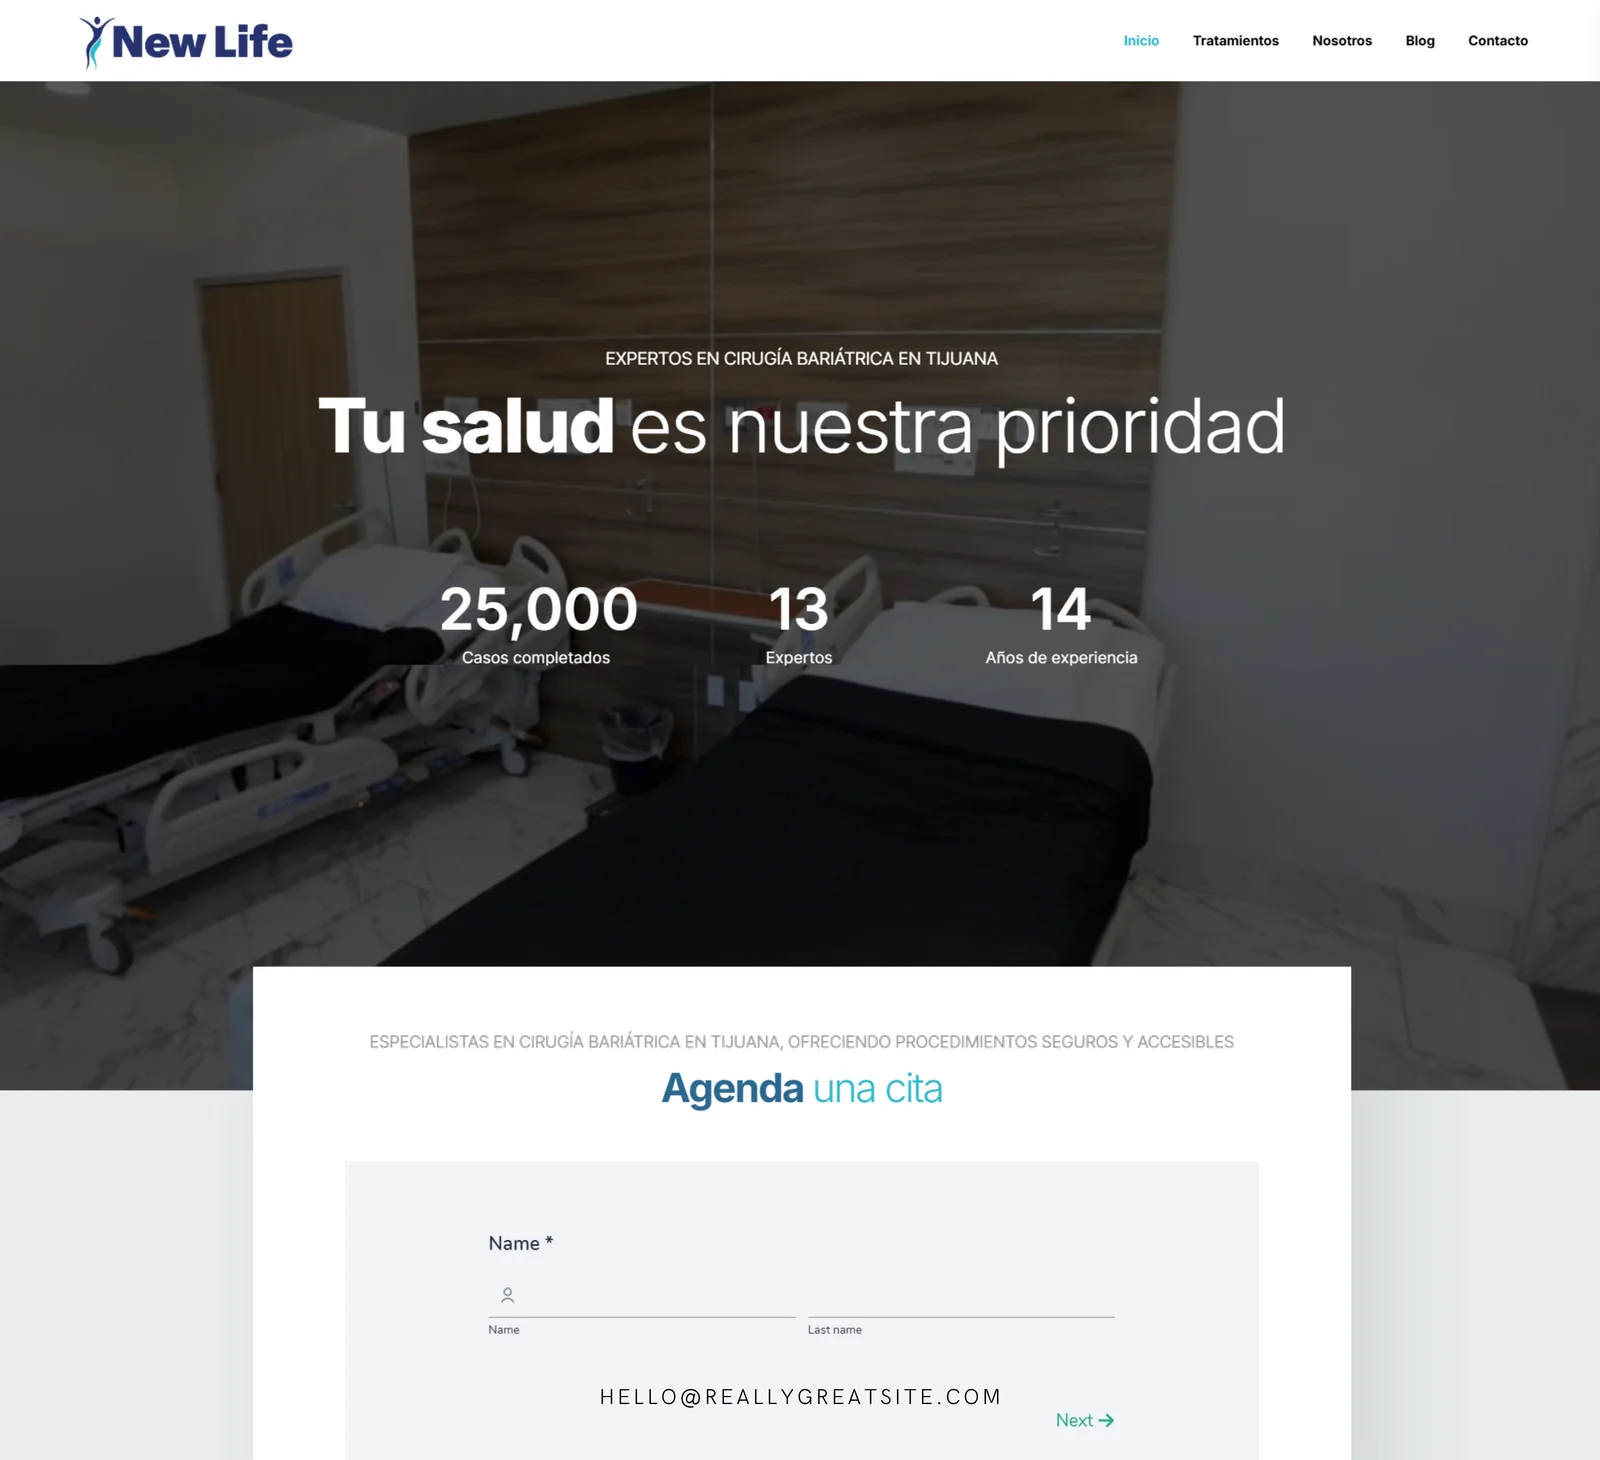 New Life
Inicio Tratamientos Nosotros Blog Contacto
EXPERTOS EN CIRUGÍA BARIÁTRICA EN TIJUANA
Tu salud es nuestra prioridad
25,000 13 14
Casos completados Expertos Años de experiencia
ESPECIALISTAS EN CIRUGÍA BARIÁTRICA EN TIJUANA, OFRECIENDO PROCEDIMIENTOS SEGUROS Y ACCESIBLES
Agenda una cita
Name *
Name Last name
HELLO@REALLYGREATSITE.COM
Next →